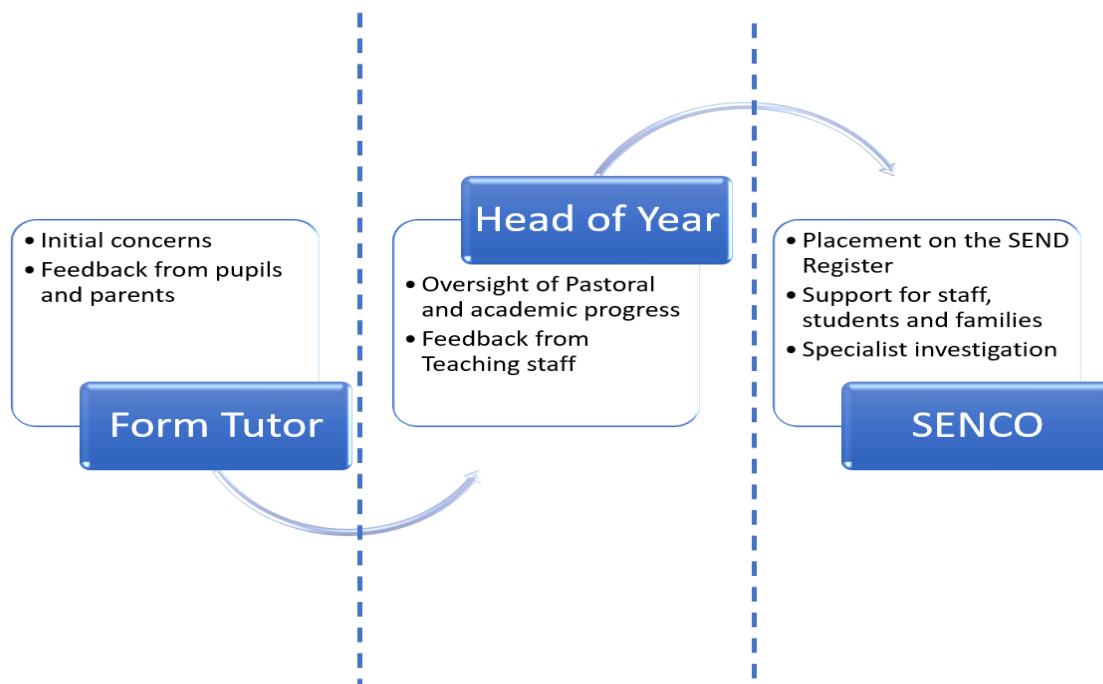 • Initial concerns
• Feedback from pupils
and parents
Form Tutor
Head of Year
• Oversight of Pastoral
and academic progress
• Feedback from
Teaching staff
• Placement on the SEND
Register
• Support for staff,
students and families
• Specialist investigation
SENCO